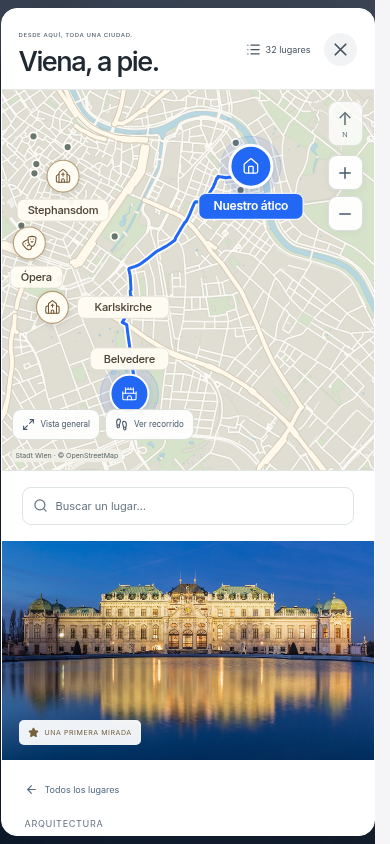 DESDE AQUÍ, TODA UNA CIUDAD.
Viena, a pie.
32 lugares
N
Stephansdom
Nuestro ático
Ópera
Karlskirche
Belvedere
Vista general
Ver recorrido
Stadt Wien · © OpenStreetMap
Buscar un lugar...
UNA PRIMERA MIRADA
Todos los lugares
ARQUITECTURA